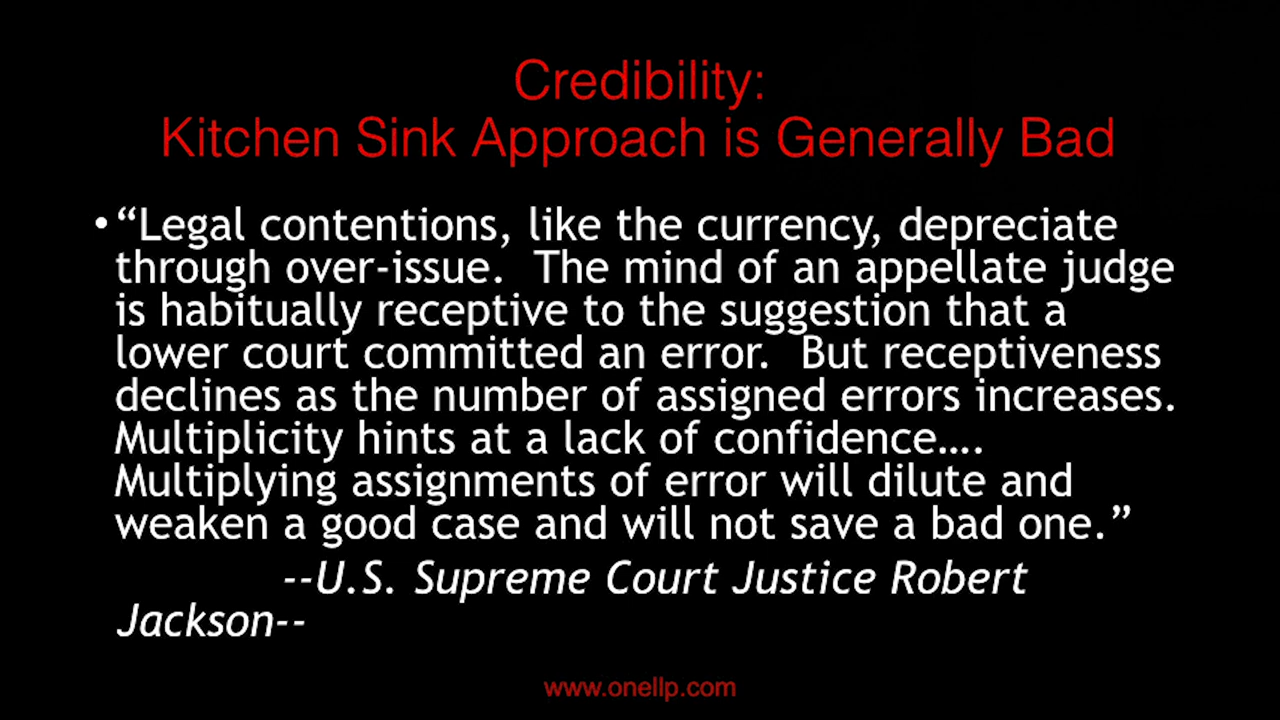 Credibility:
Kitchen Sink Approach is Generally Bad
• “Legal contentions, like the currency, depreciate
through over-issue.  The mind of an appellate judge
is habitually receptive to the suggestion that a
lower court committed an error.  But receptiveness
declines as the number of assigned errors increases.
Multiplicity hints at a lack of confidence….
Multiplying assignments of error will dilute and
weaken a good case and will not save a bad one.”
--U.S. Supreme Court Justice Robert
Jackson--
www.onellp.com